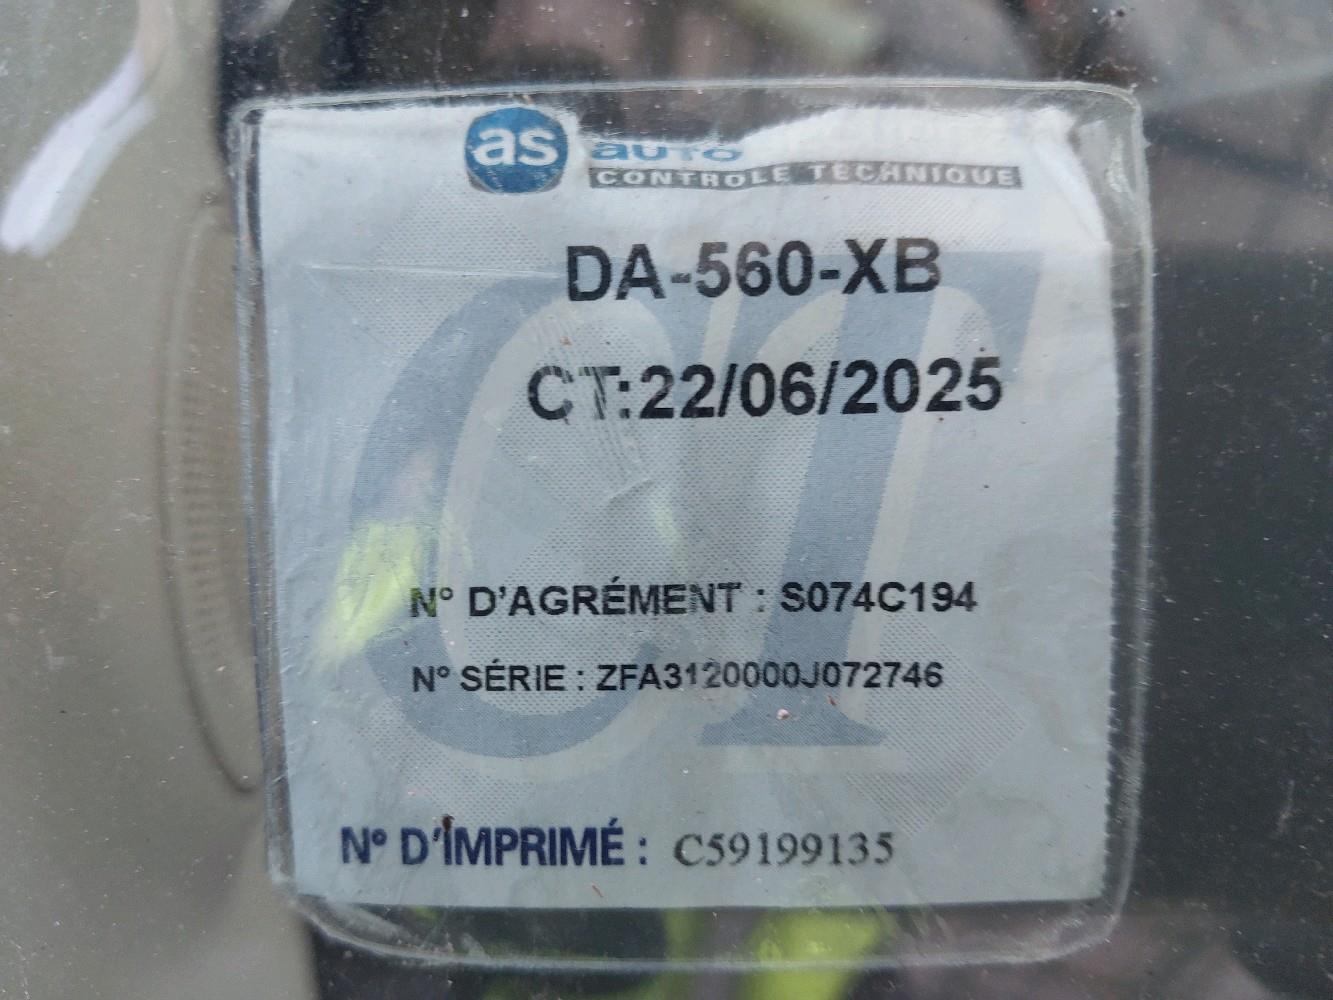 as
AUTO
CONTROLE TECHNIQUE
DA-560-XB
CT:22/06/2025
N° D'AGRÉMENT : S074C194
N° SÉRIE : ZFA3120000J072746
N° D'IMPRIMÉ : C59199135